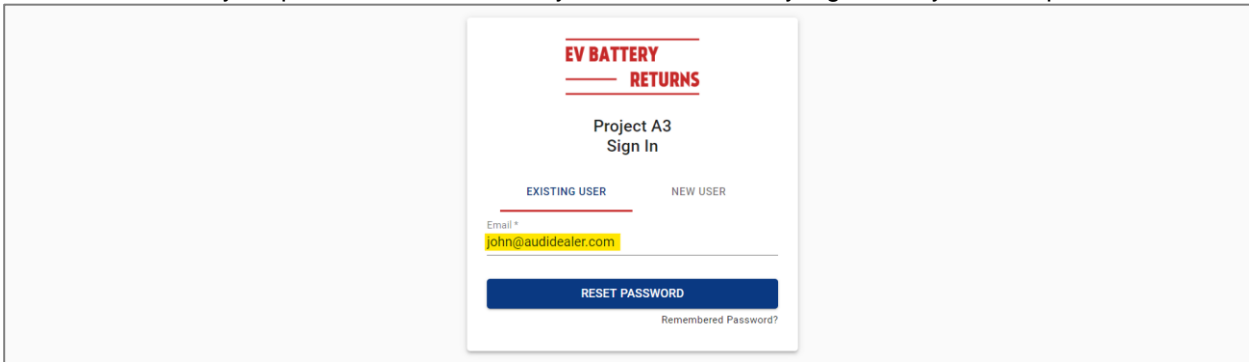 EV BATTERY
RETURNS
Project A3
Sign In
EXISTING USER NEW USER
Email *
john@audidealer.com
RESET PASSWORD
Remembered Password?